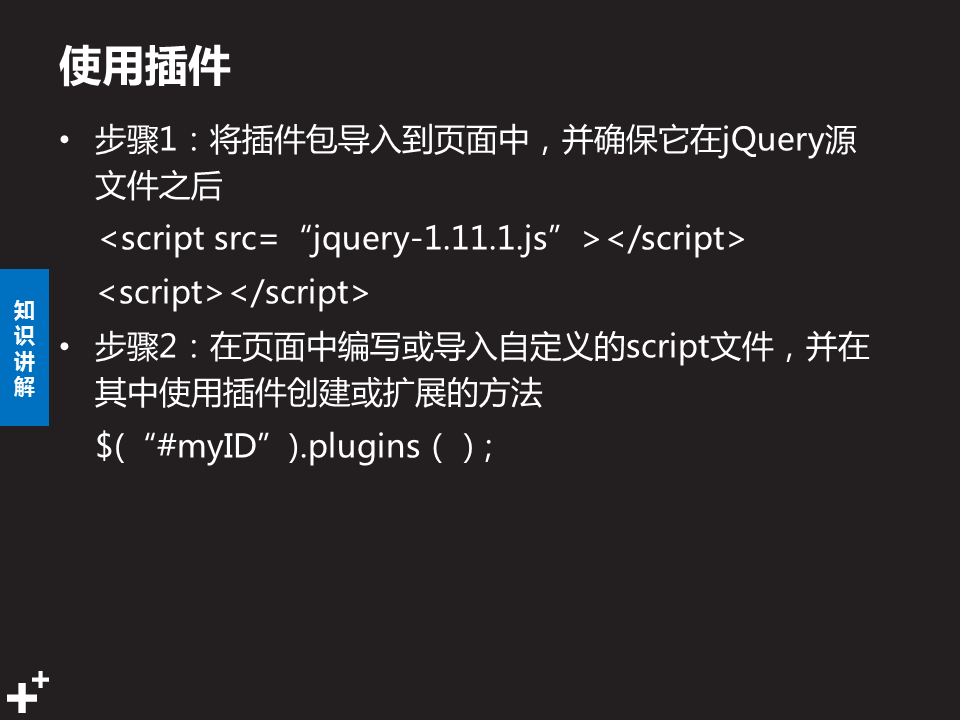 使用插件
• 步骤1：将插件包导入到页面中，并确保它在jQuery源
文件之后
<script src=“jquery-1.11.1.js”></script>
<script></script>
• 步骤2：在页面中编写或导入自定义的script文件，并在
其中使用插件创建或扩展的方法
$(“#myID”).plugins（ ）;
知
识
讲
解